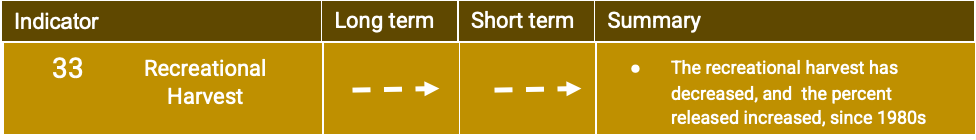 Indicator Long term Short term Summary
33 Recreational Harvest
● The recreational harvest has
decreased, and the percent
released increased, since 1980s